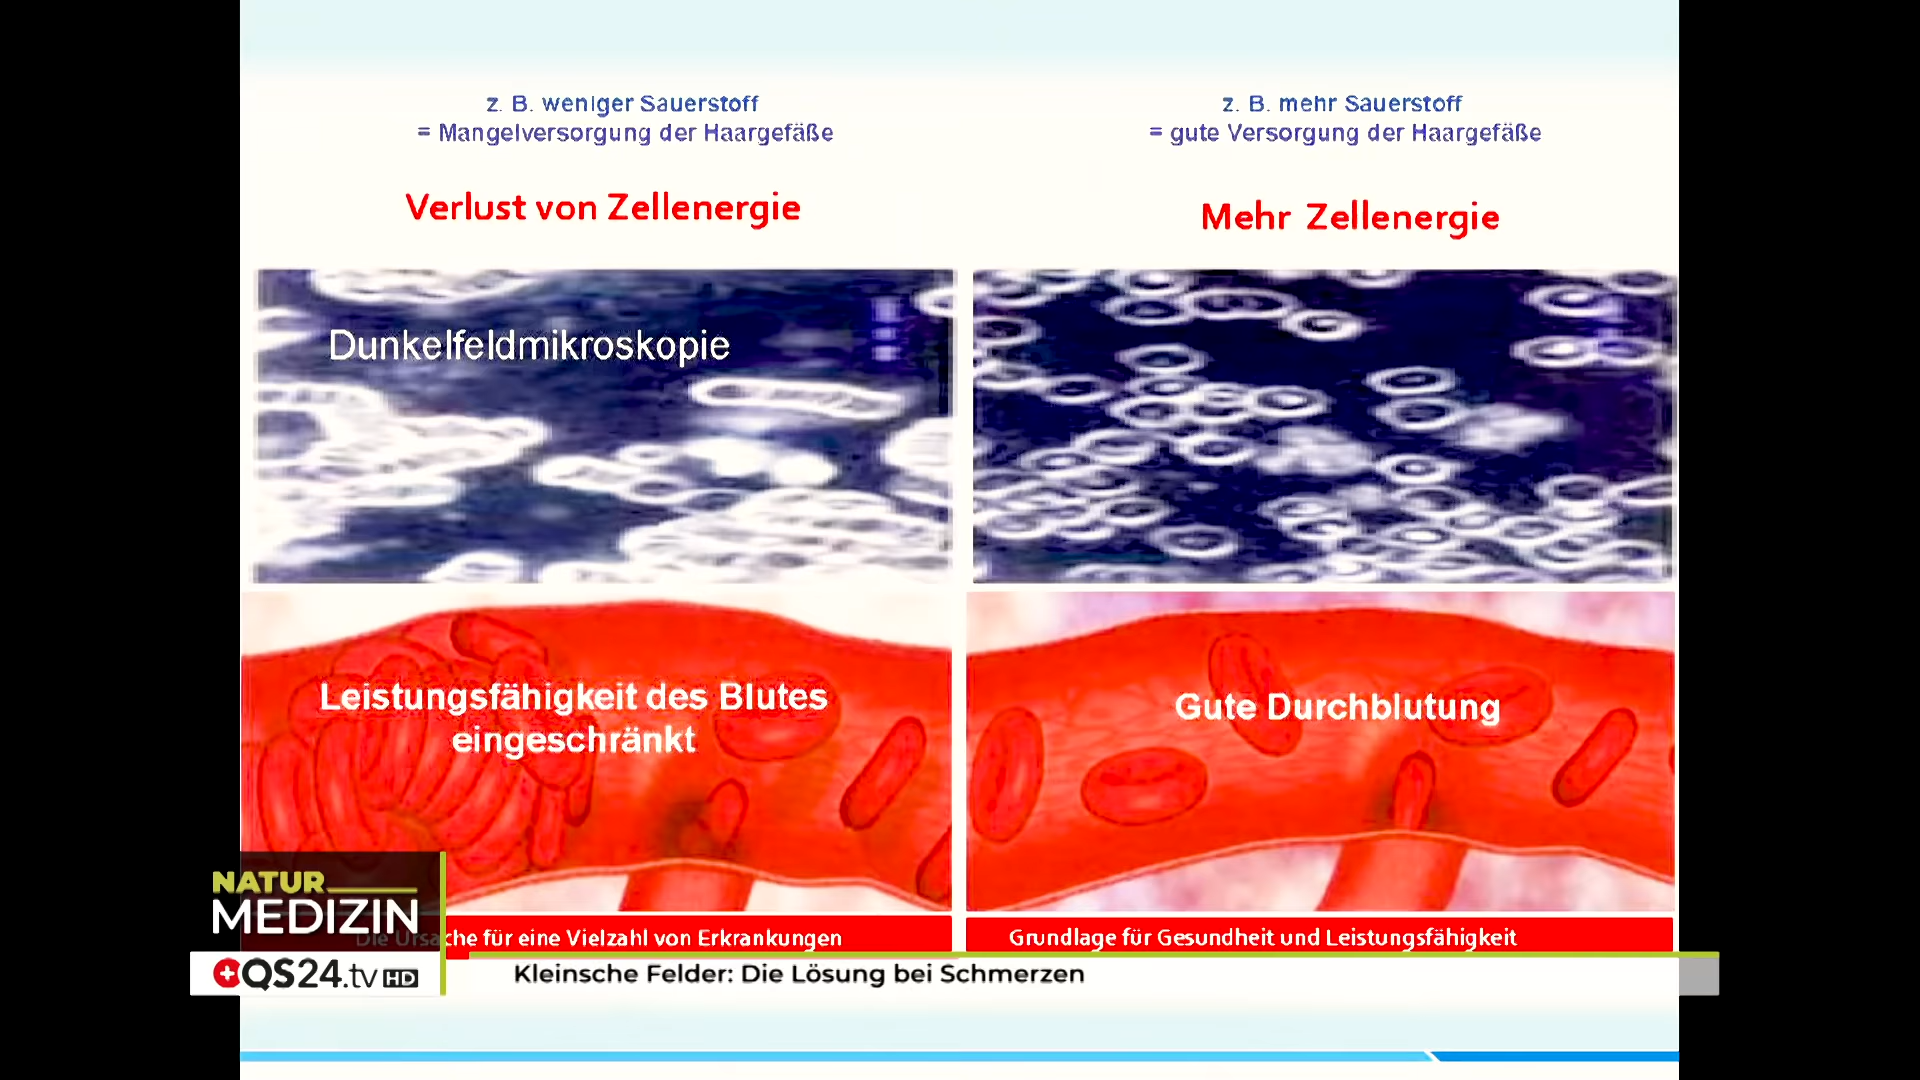 z. B. weniger Sauerstoff
= Mangelversorgung der Haargefäße
Verlust von Zellenergie
z. B. mehr Sauerstoff
= gute Versorgung der Haargefäße
Mehr Zellenergie
Dunkelfeldmikroskopie
Leistungsfähigkeit des Blutes
eingeschränkt
Gute Durchblutung
Die Ursache für eine Vielzahl von Erkrankungen
Grundlage für Gesundheit und Leistungsfähigkeit
NATUR
MEDIZIN
QS24.tv HD
Kleinsche Felder: Die Lösung bei Schmerzen